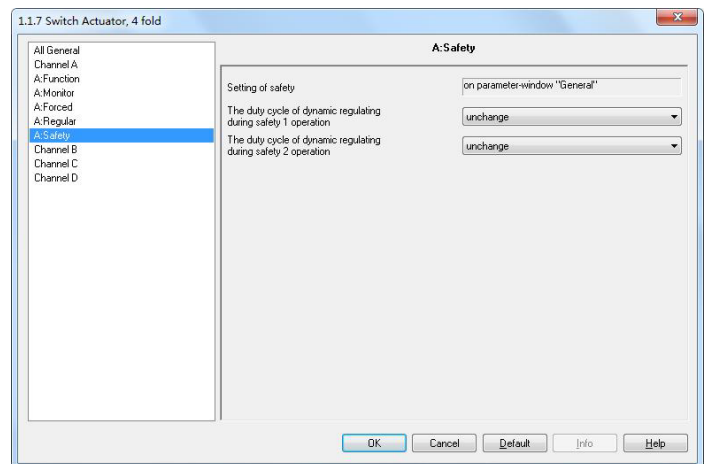 1.1.7 Switch Actuator, 4 fold
All General
Channel A
A:Function
A:Monitor
A:Forced
A:Regular
A:Safety
Channel B
Channel C
Channel D
A:Safety
Setting of safety
on parameter-window "General"
The duty cycle of dynamic regulating
during safety 1 operation
unchange
The duty cycle of dynamic regulating
during safety 2 operation
unchange
OK
Cancel
Default
Info
Help